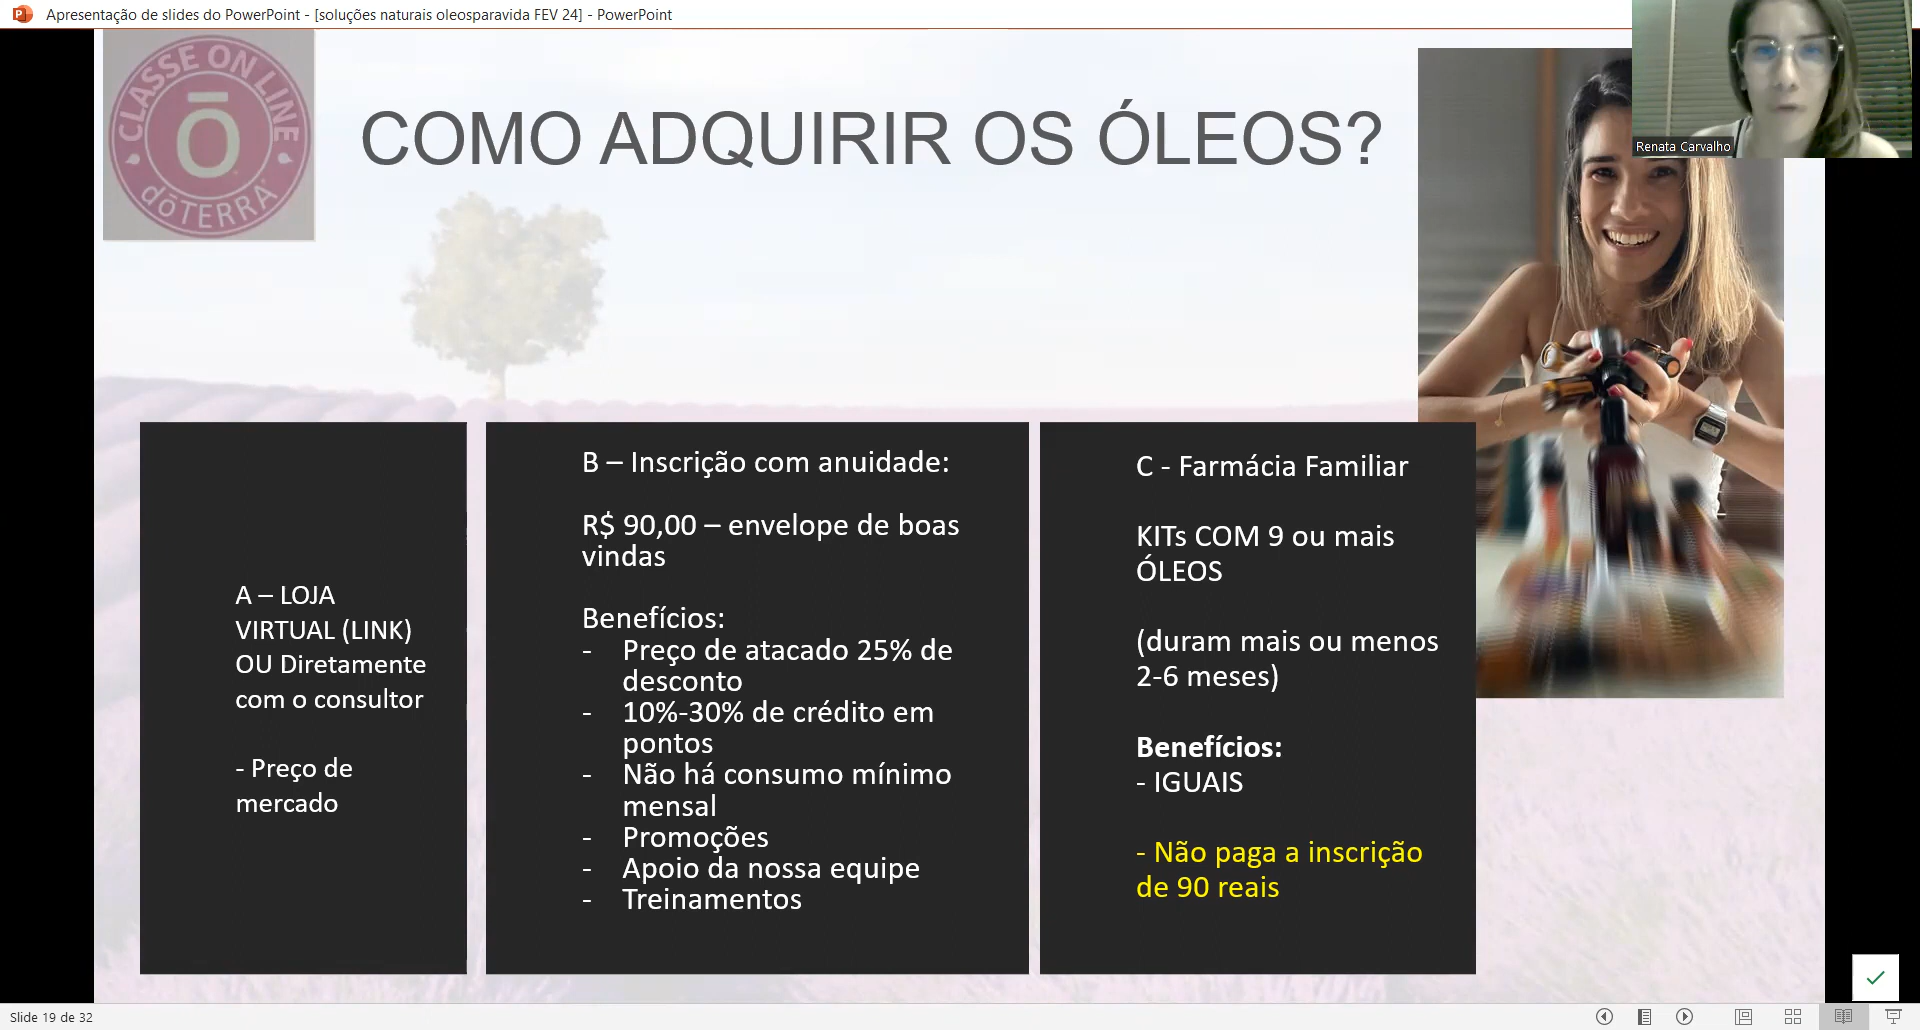 Apresentação de slides do PowerPoint - [soluções naturais oleosparavida FEV 24] - PowerPoint
CLASSE ON LINE
dōTERRA
COMO ADQUIRIR OS ÓLEOS?
Renata Carvalho
A – LOJA
VIRTUAL (LINK)
OU Diretamente
com o consultor
- Preço de
mercado
B – Inscrição com anuidade:
R$ 90,00 – envelope de boas
vindas
Benefícios:
- Preço de atacado 25% de
desconto
- 10%-30% de crédito em
pontos
- Não há consumo mínimo
mensal
- Promoções
- Apoio da nossa equipe
- Treinamentos
C - Farmácia Familiar
KITs COM 9 ou mais
ÓLEOS
(duram mais ou menos
2-6 meses)
Benefícios:
- IGUAIS
- Não paga a inscrição
de 90 reais
Slide 19 de 32